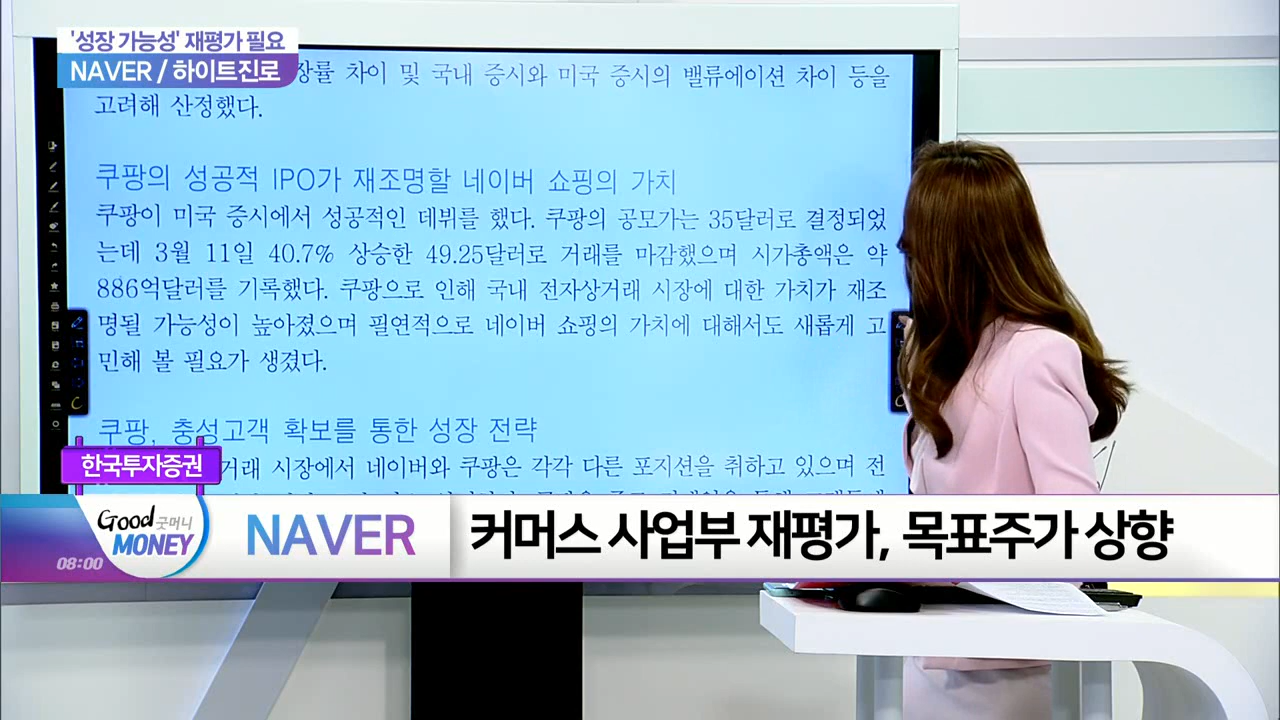 '성장 가능성' 재평가 필요
NAVER / 하이트진로
장률 차이 및 국내 증시와 미국 증시의 밸류에이션 차이 등을
고려해 산정했다.
쿠팡의 성공적 IPO가 재조명할 네이버 쇼핑의 가치
쿠팡이 미국 증시에서 성공적인 데뷔를 했다. 쿠팡의 공모가는 35달러로 결정되었
는데 3월 11일 40.7% 상승한 49.25달러로 거래를 마감했으며 시가총액은 약
886억달러를 기록했다. 쿠팡으로 인해 국내 전자상거래 시장에 대한 가치가 재조
명될 가능성이 높아졌으며 필연적으로 네이버 쇼핑의 가치에 대해서도 새롭게 고
민해 볼 필요가 생겼다.
쿠팡, 충성고객 확보를 통한 성장 전략
거래 시장에서 네이버와 쿠팡은 각각 다른 포지션을 취하고 있으며 전
한국투자증권
Good 굿머니
MONEY
08:00
NAVER 커머스 사업부 재평가, 목표주가 상향